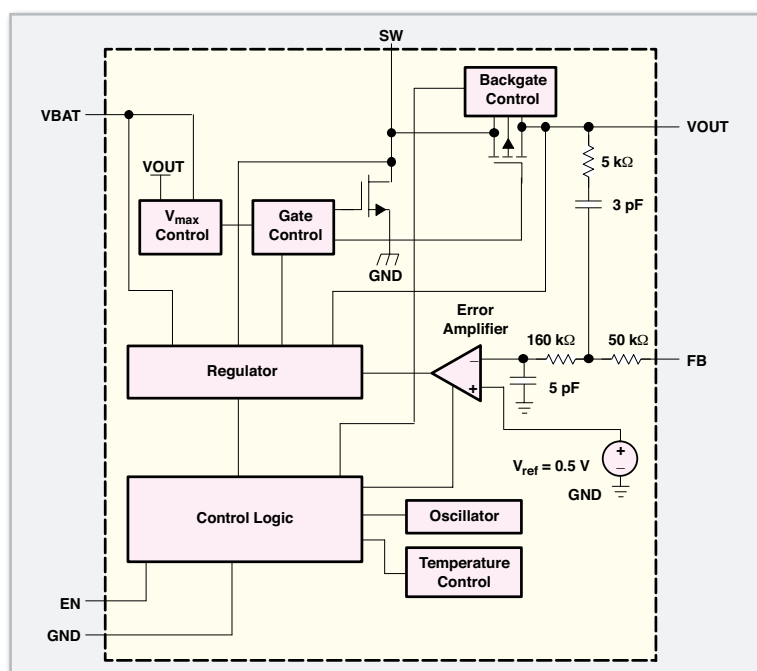 SW
Backgate
Control
VBAT
VOUT
VOUT
5 kΩ
3 pF
Vmax
Control
Gate
Control
GND
Error
Amplifier
160 kΩ
50 kΩ
FB
Regulator
−
+
5 pF
+
−
Vref = 0.5 V
GND
Control Logic
Oscillator
Temperature
Control
EN
GND